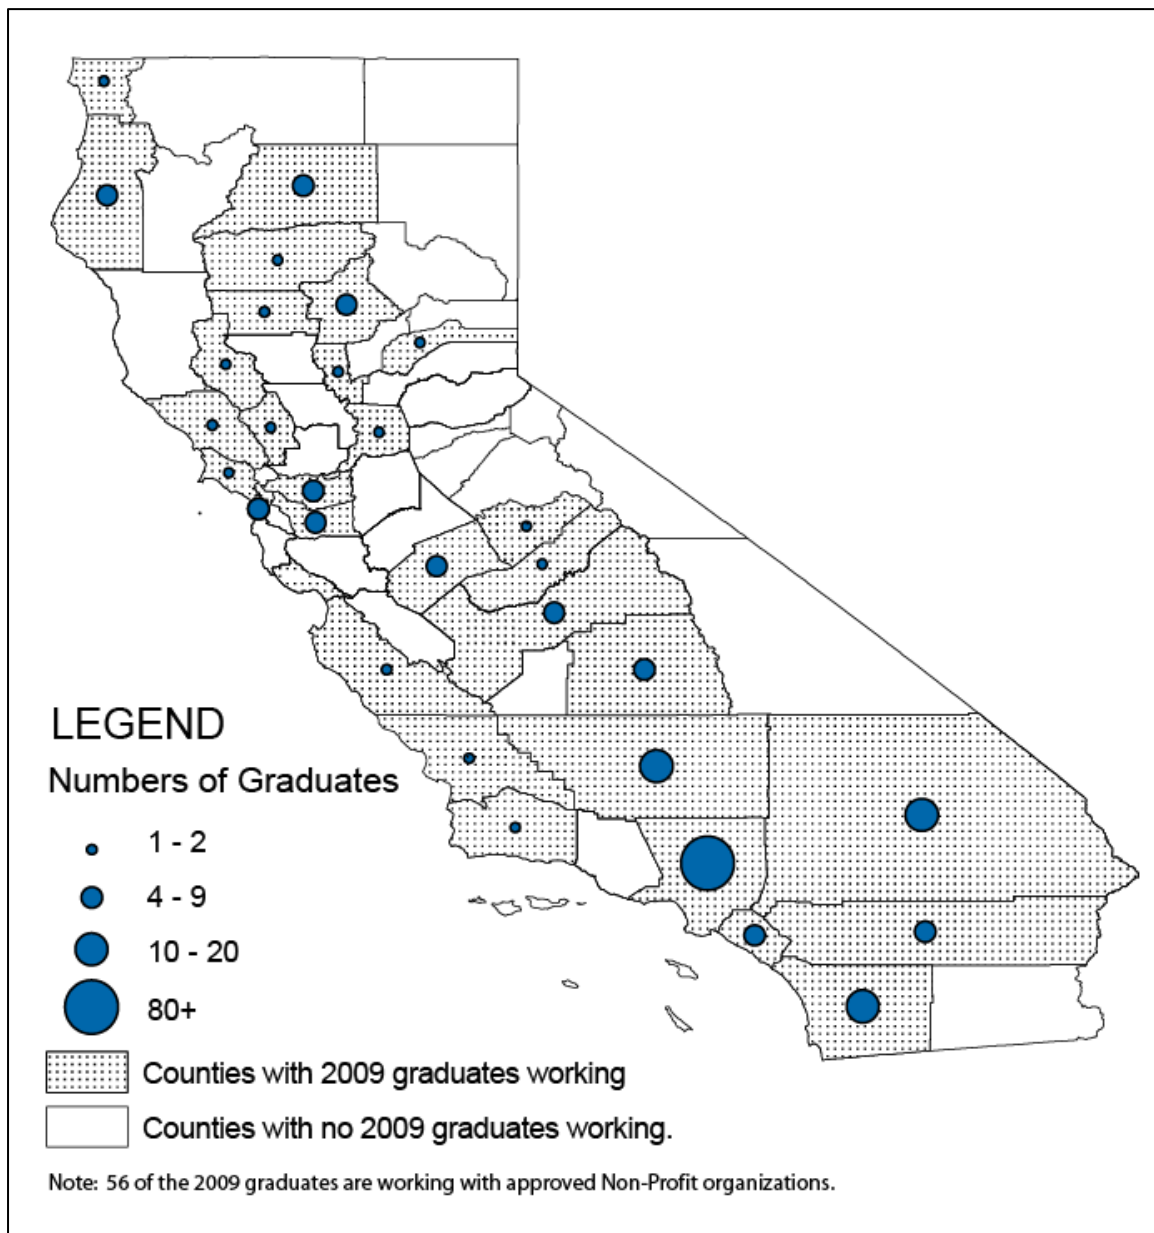 LEGEND
Numbers of Graduates
1 - 2
4 - 9
10 - 20
80+
Counties with 2009 graduates working
Counties with no 2009 graduates working.
Note: 56 of the 2009 graduates are working with approved Non-Profit organizations.